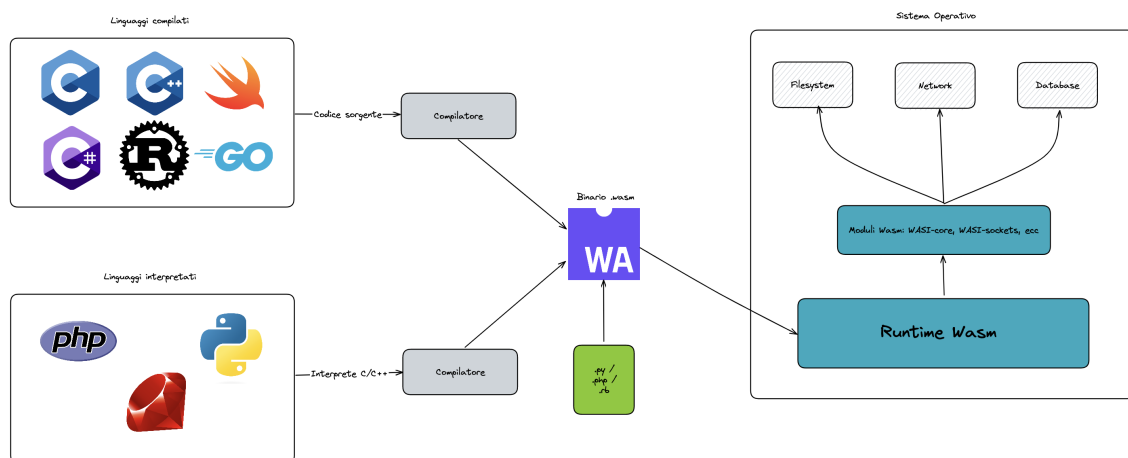 Linguaggi compilati
C
C++
C#
R
GO
Codice sorgente
Compilatore
Linguaggi interpretati
php
Interprete C/C++
Compilatore
Binario .wasm
WA
.py /
.php /
.rb
Sistema Operativo
Filesystem
Network
Database
Moduli Wasm: WASI-core, WASI-sockets, ecc
Runtime Wasm